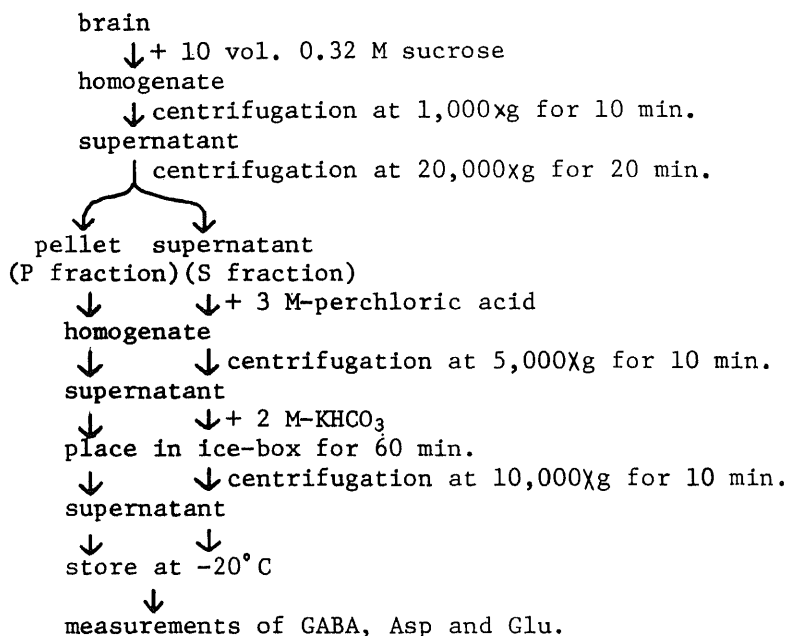 brain
+ 10 vol. 0.32 M sucrose
homogenate
centrifugation at 1,000xg for 10 min.
supernatant
centrifugation at 20,000xg for 20 min.
pellet supernatant
(P fraction)(S fraction)
+ 3 M-perchloric acid
homogenate
centrifugation at 5,000Xg for 10 min.
supernatant
+ 2 M-KHCO₃
place in ice-box for 60 min.
centrifugation at 10,000Xg for 10 min.
supernatant
store at -20°C
measurements of GABA, Asp and Glu.